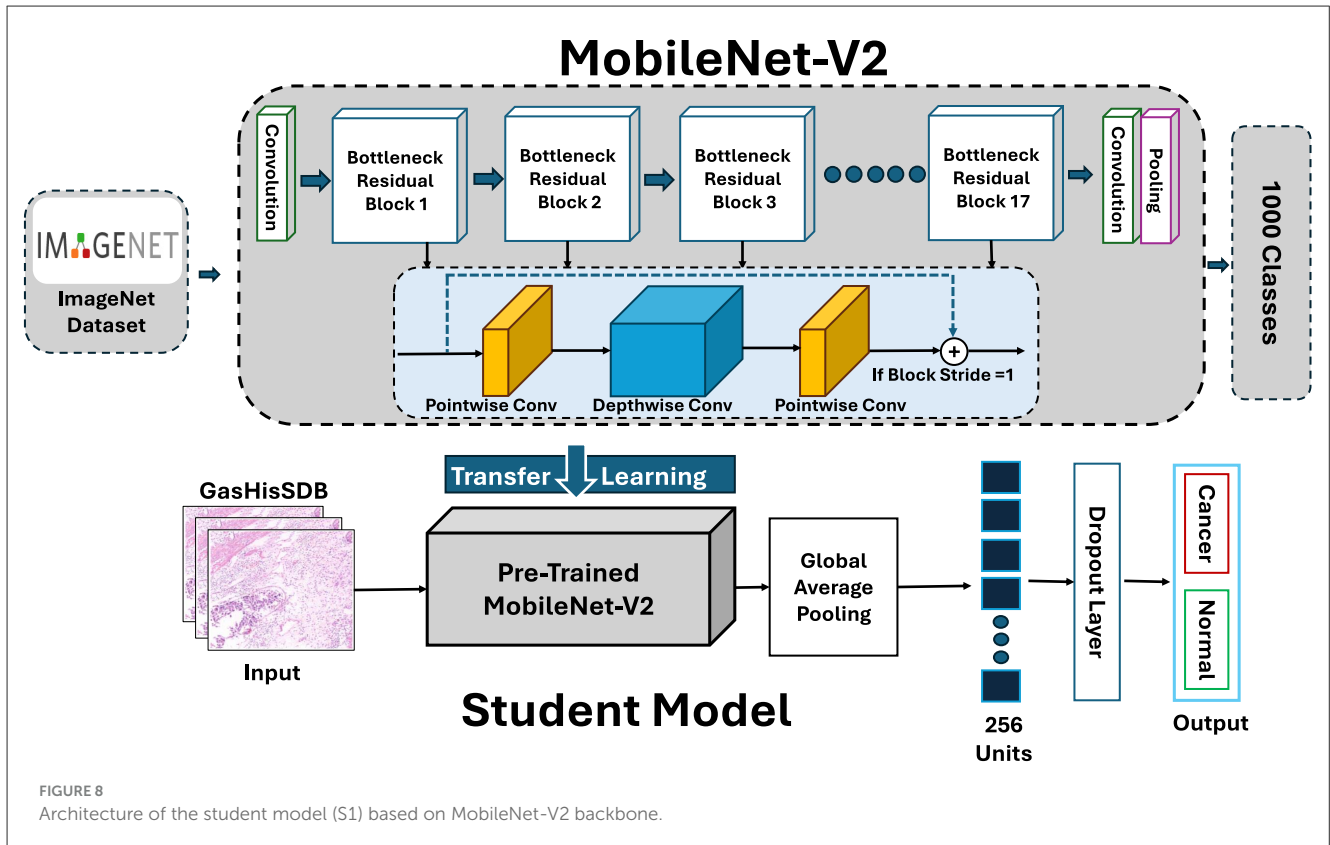 MobileNet-V2
Convolution
Bottleneck
Residual
Block 1
Bottleneck
Residual
Block 2
Bottleneck
Residual
Block 3
Bottleneck
Residual
Block 17
Convolution
Pooling
1000 Classes
IMAGENET
ImageNet
Dataset
+
If Block Stride =1
Pointwise Conv
Depthwise Conv
Pointwise Conv
Transfer Learning
GasHisSDB
Input
Pre-Trained
MobileNet-V2
Global
Average
Pooling
256
Units
Dropout Layer
Cancer
Normal
Output
Student Model
FIGURE 8
Architecture of the student model (S1) based on MobileNet-V2 backbone.